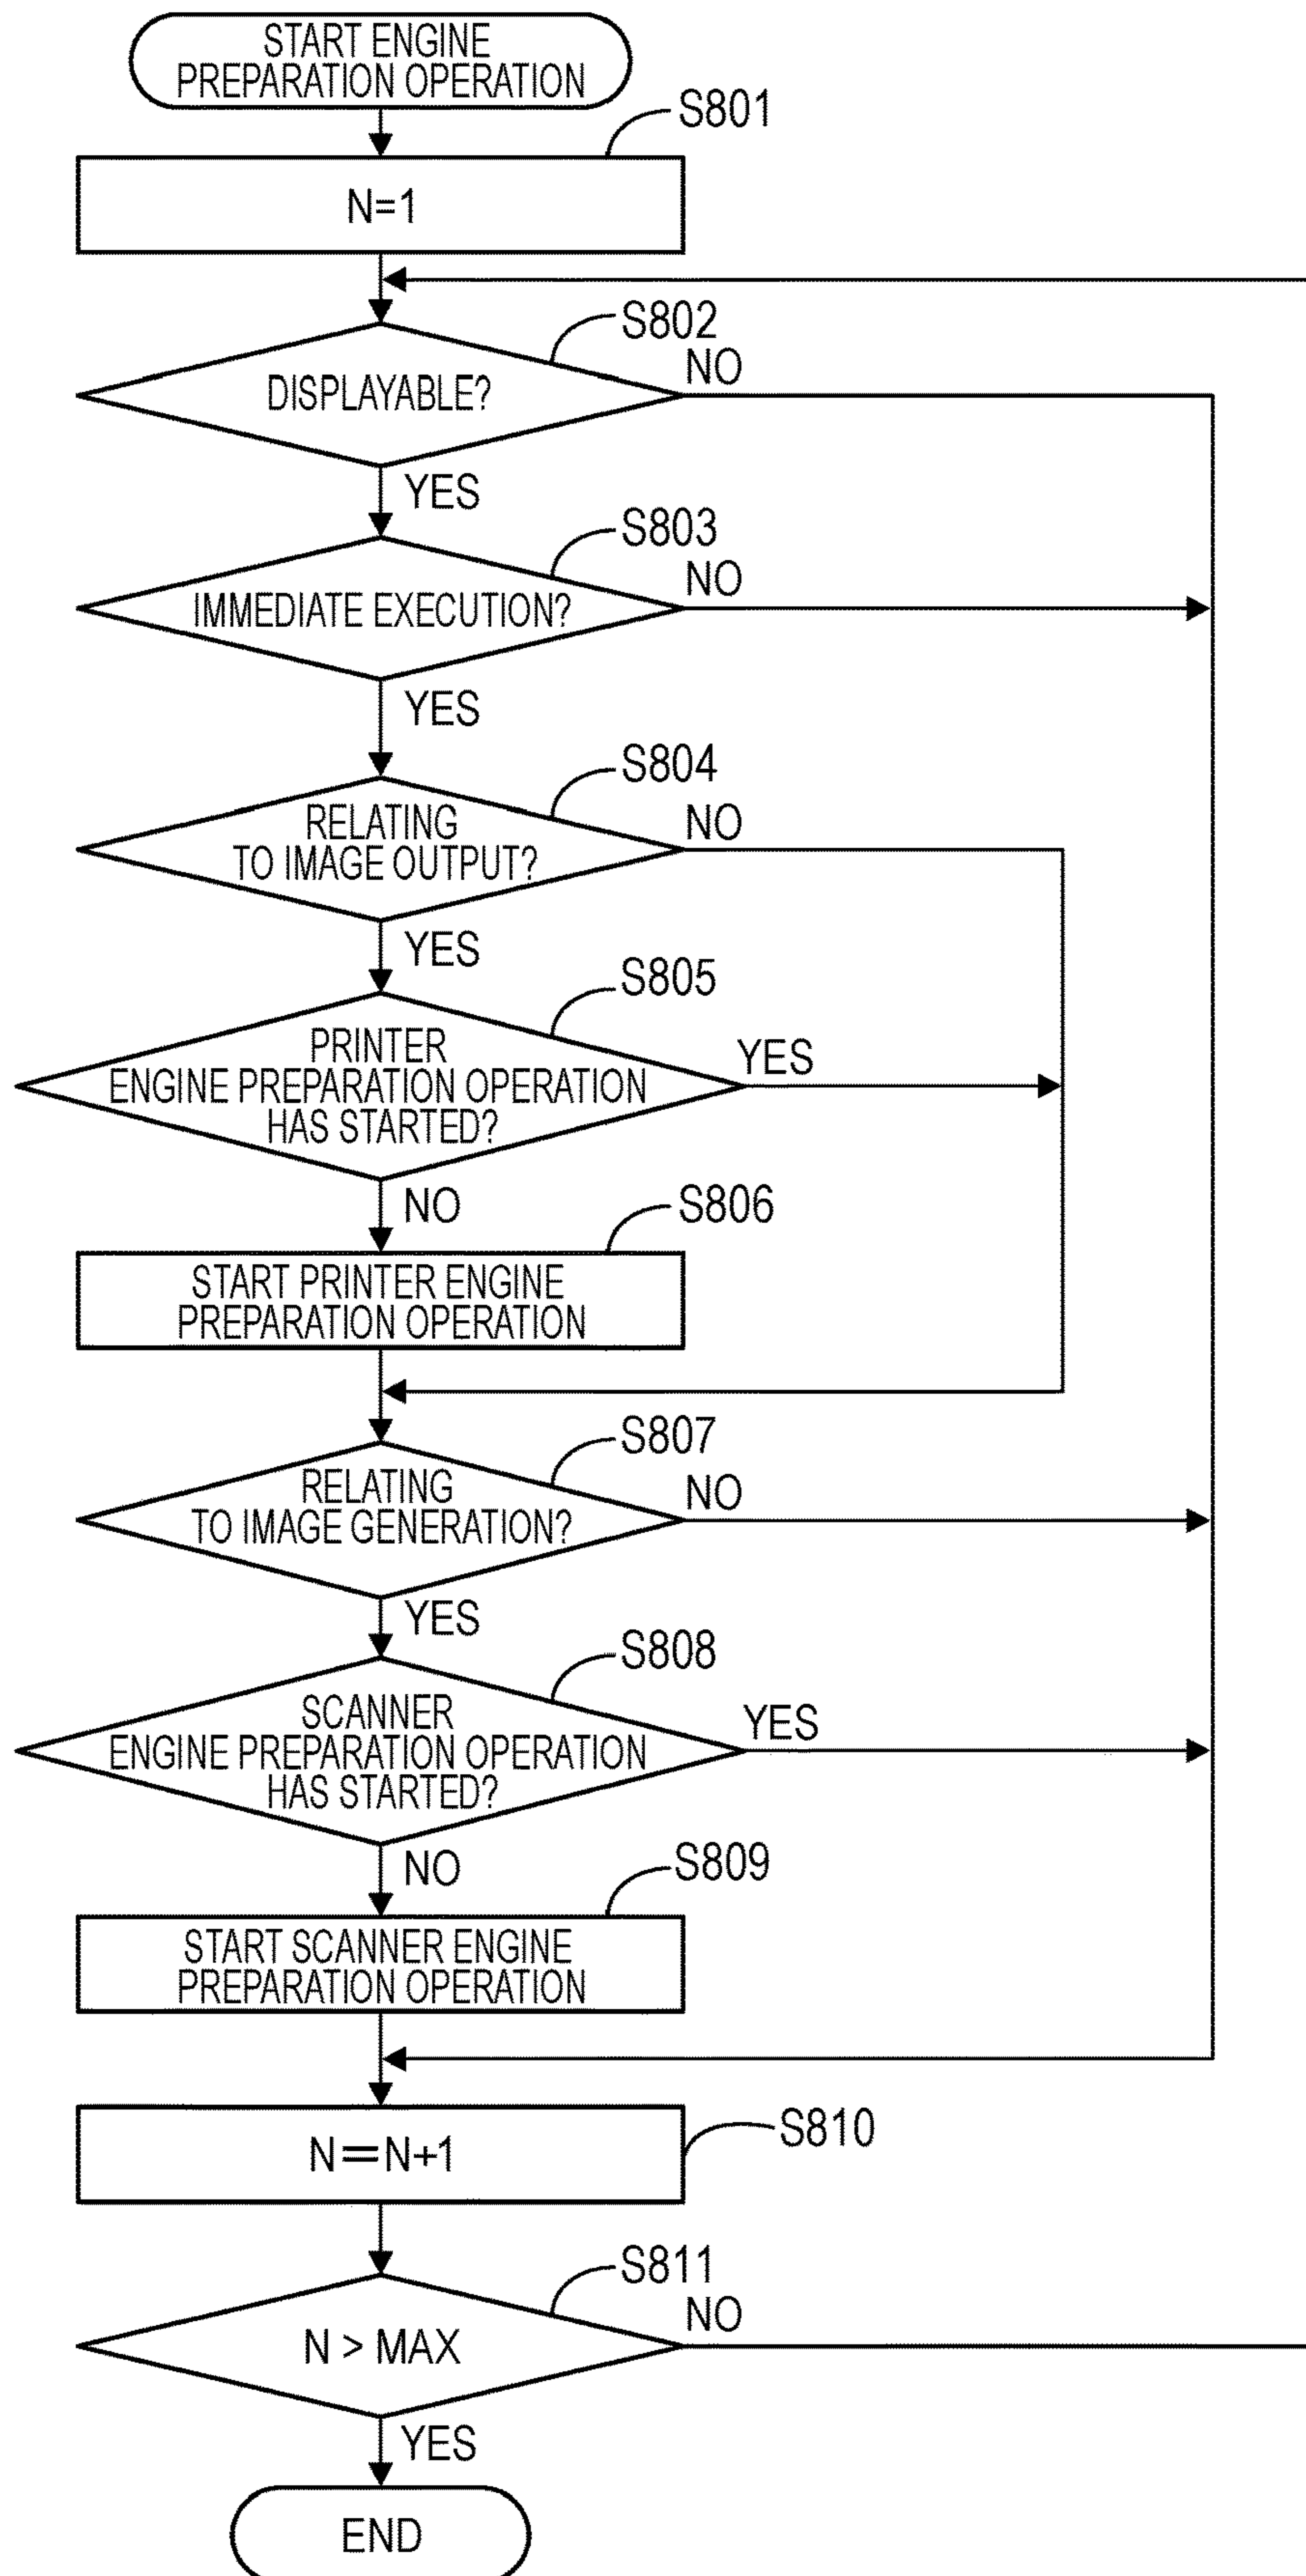 START ENGINE
PREPARATION OPERATION
S801
N=1
S802
DISPLAYABLE?
NO
YES
S803
IMMEDIATE EXECUTION?
NO
YES
S804
RELATING
TO IMAGE OUTPUT?
NO
YES
S805
PRINTER
ENGINE PREPARATION OPERATION
HAS STARTED?
YES
NO
S806
START PRINTER ENGINE
PREPARATION OPERATION
S807
RELATING
TO IMAGE GENERATION?
NO
YES
S808
SCANNER
ENGINE PREPARATION OPERATION
HAS STARTED?
YES
NO
S809
START SCANNER ENGINE
PREPARATION OPERATION
S810
N=N+1
S811
N > MAX
NO
YES
END